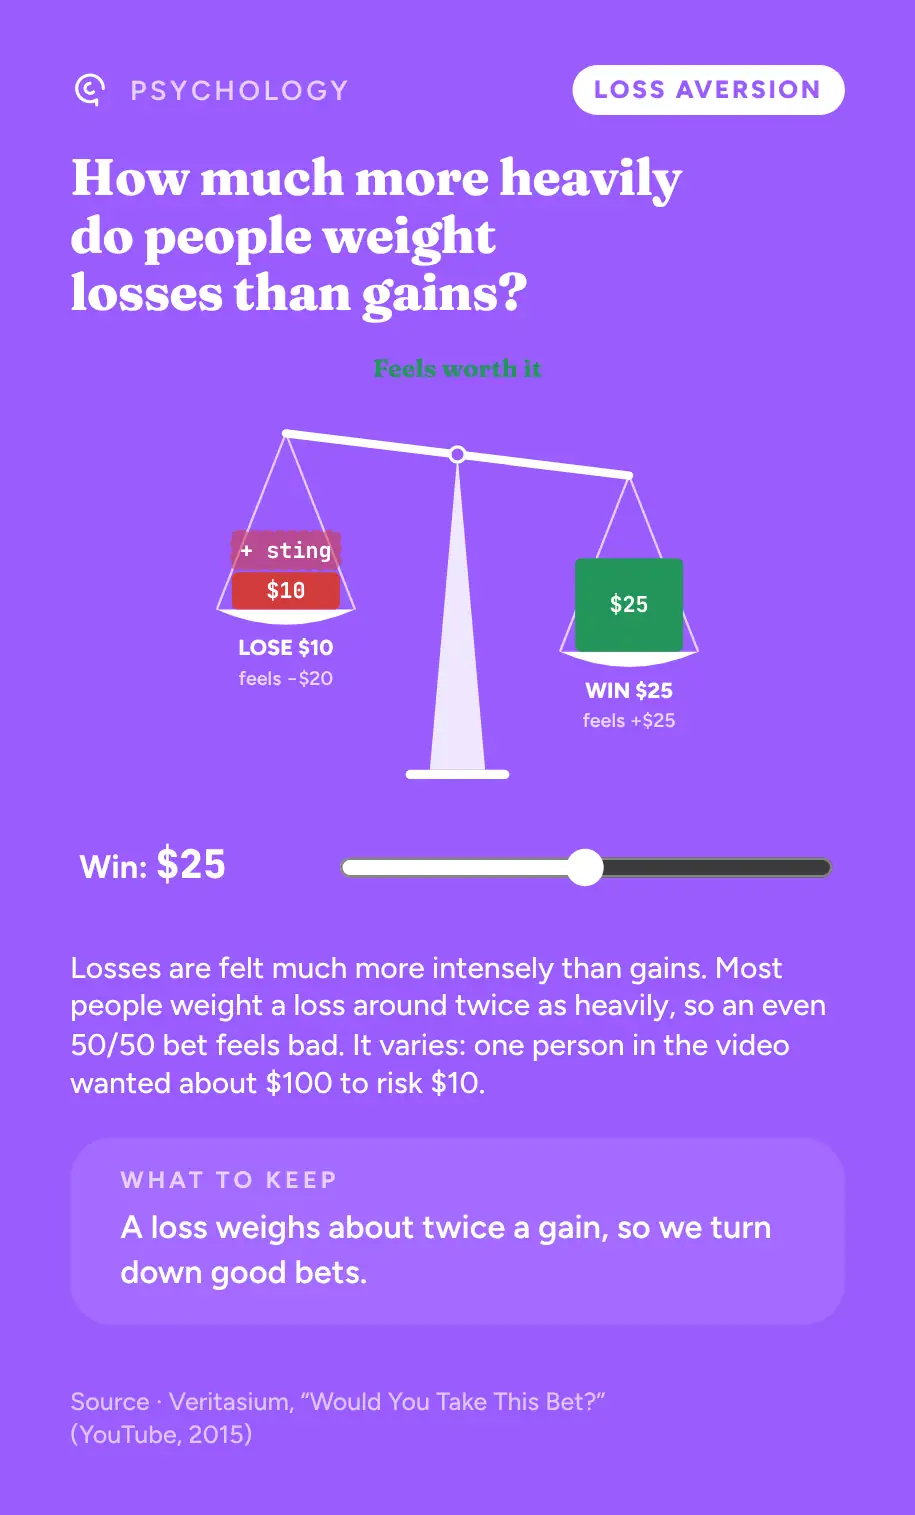 PSYCHOLOGY
LOSS AVERSION
How much more heavily
do people weight
losses than gains?
Feels worth it
+ sting
$10
$25
LOSE $10
feels −$20
WIN $25
feels +$25
Win: $25
Losses are felt much more intensely than gains. Most
people weight a loss around twice as heavily, so an even
50/50 bet feels bad. It varies: one person in the video
wanted about $100 to risk $10.
WHAT TO KEEP
A loss weighs about twice a gain, so we turn
down good bets.
Source · Veritasium, “Would You Take This Bet?”
(YouTube, 2015)